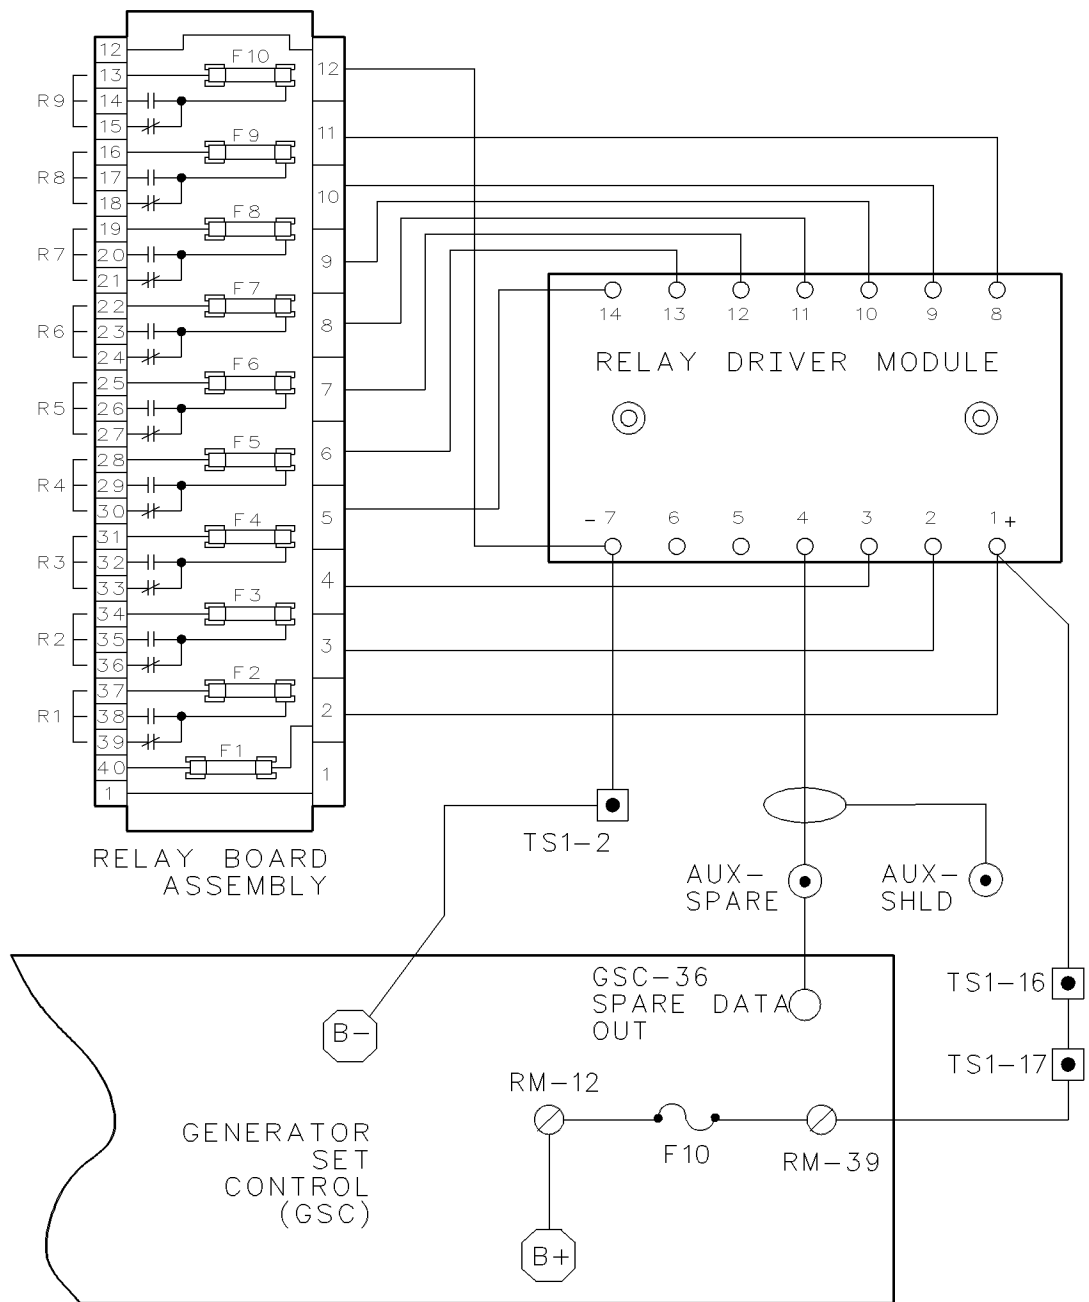 12
F10
13
12
R9
14
15
F9
11
16
R8
17
18
10
F8
19
R7
20
9
21
F7
22
R6
23
8
24
14
13
12
11
10
9
8
F6
25
RELAY DRIVER MODULE
R5
26
7
27
F5
28
6
R4
29
30
F4
5
- 7
6
5
4
3
2
1 +
31
R3
32
33
4
F3
34
R2
35
3
36
F2
37
R1
38
2
39
F1
40
1
1
TS1-2
RELAY BOARD
ASSEMBLY
AUX-
SPARE
AUX-
SHLD
GSC-36
SPARE DATA
OUT
TS1-16
B-
TS1-17
RM-12
GENERATOR
SET
CONTROL
(GSC)
F10
RM-39
B+